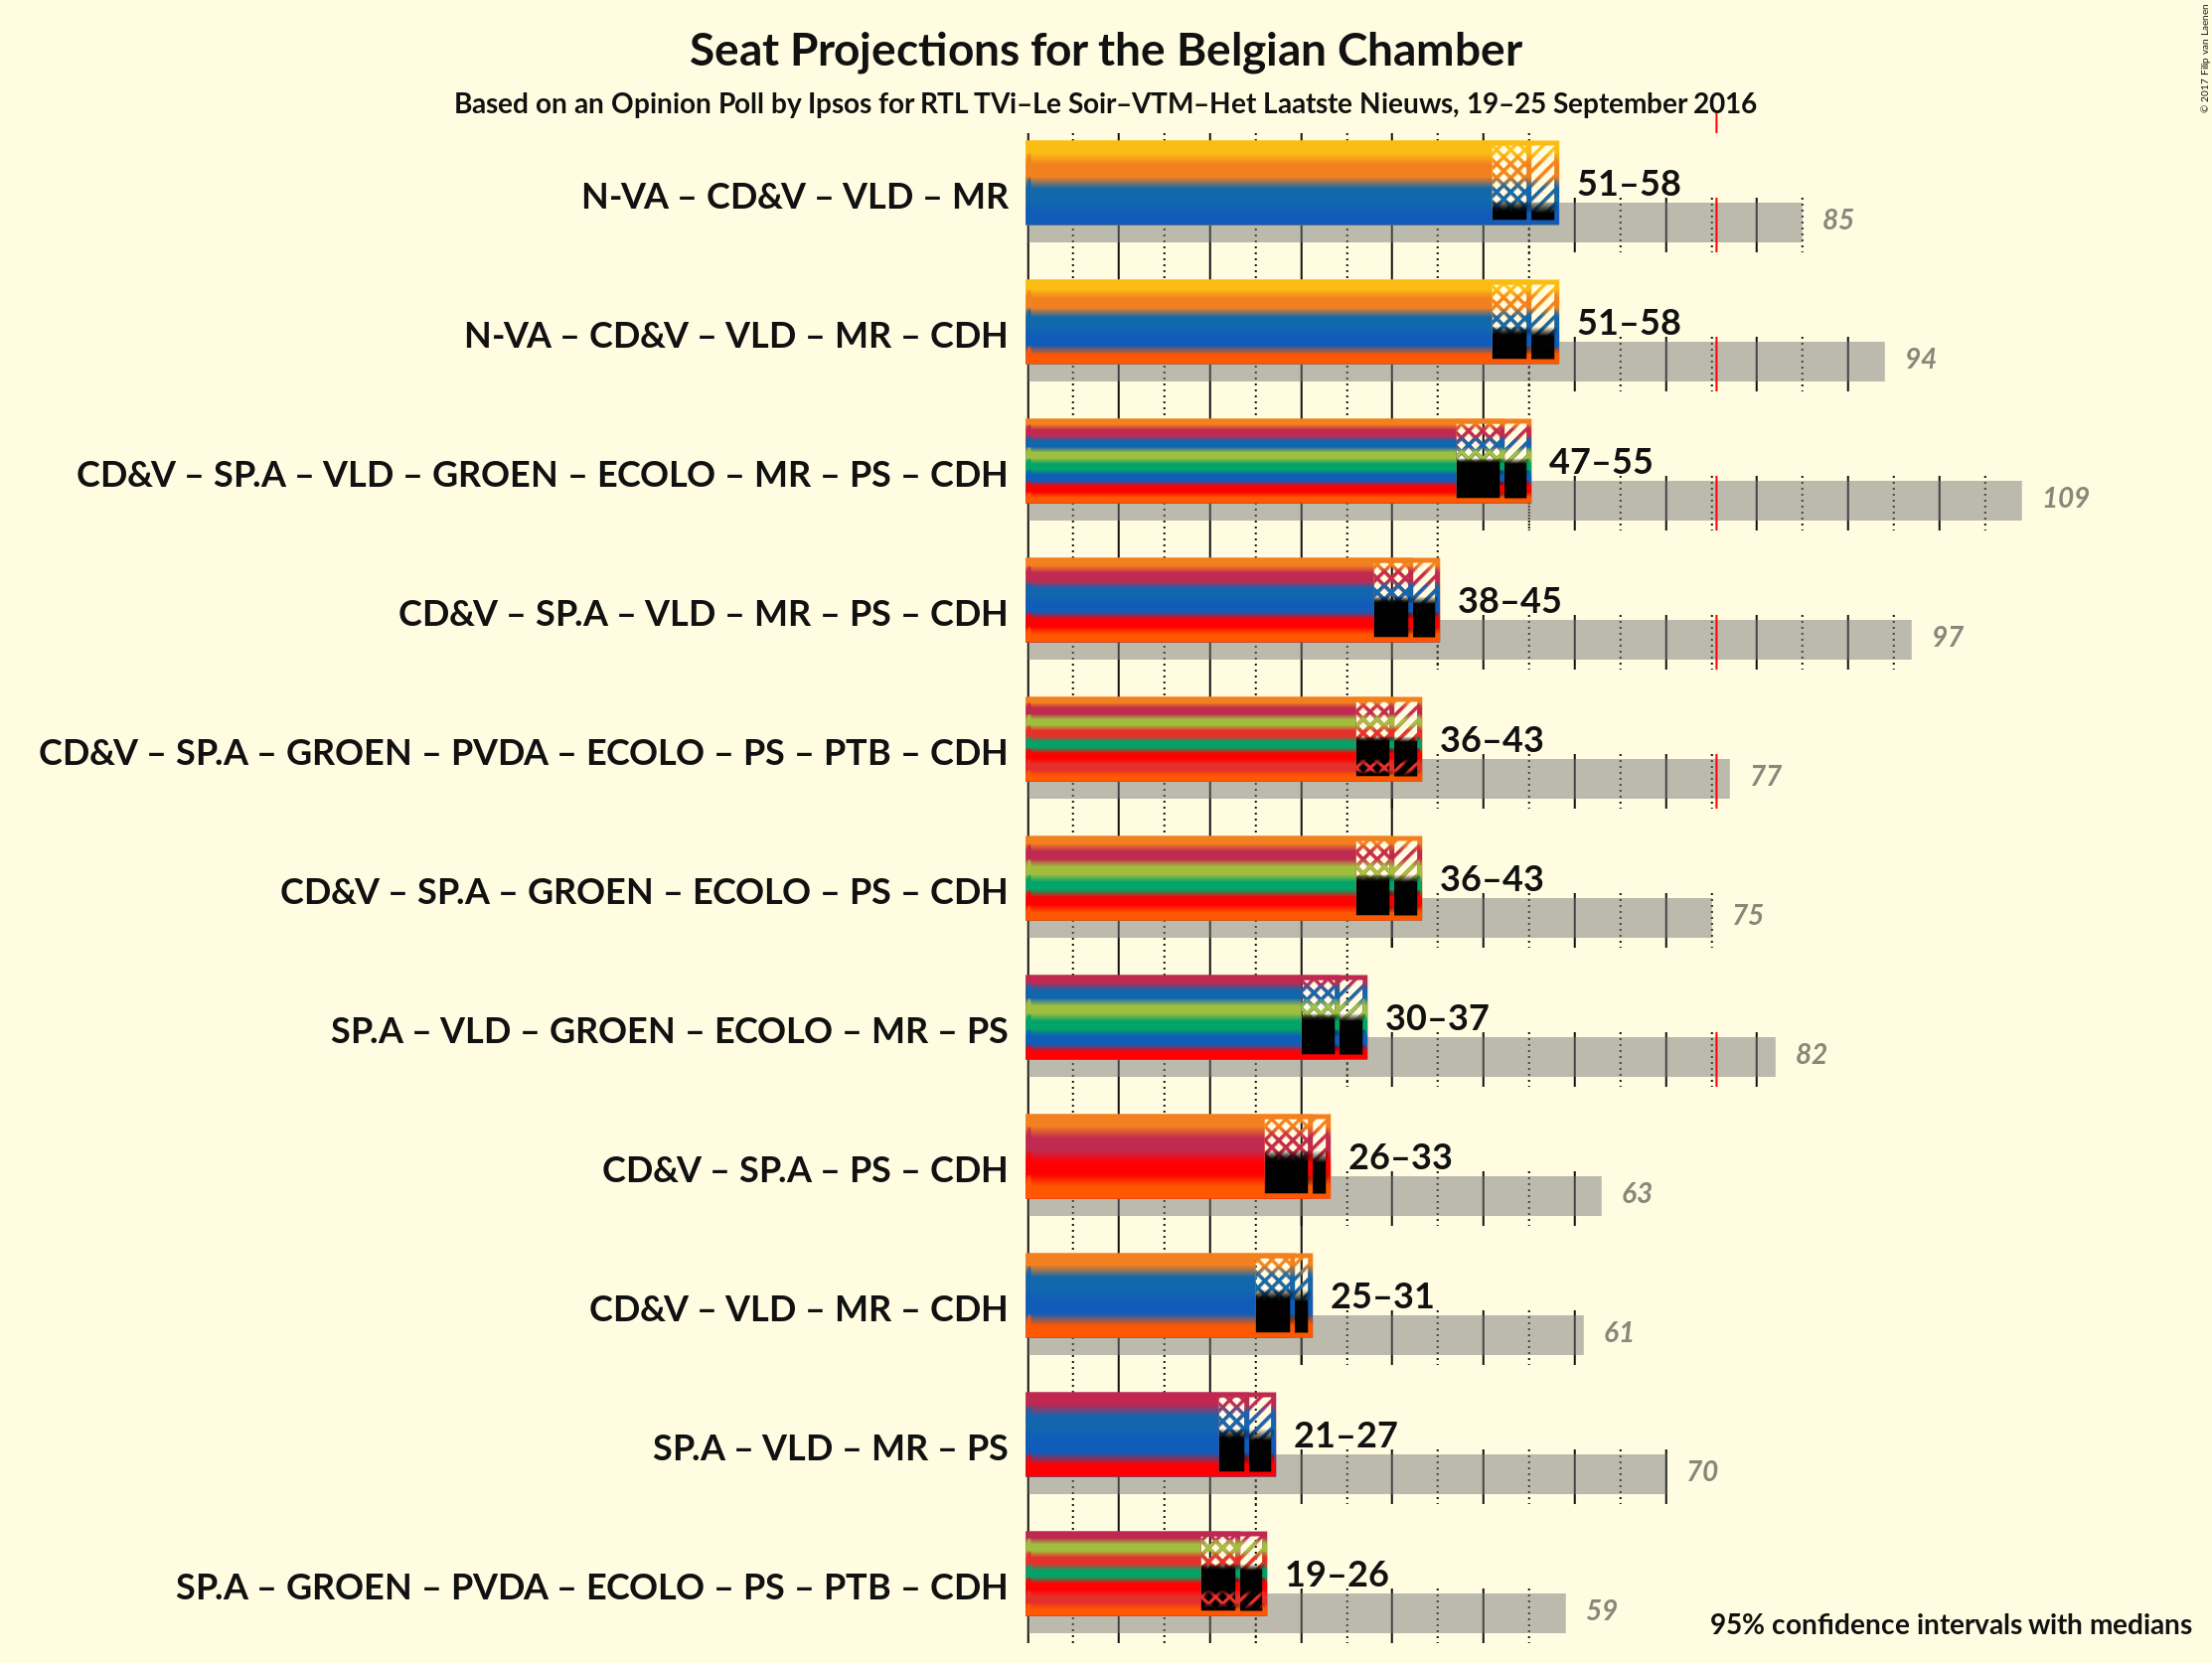 Seat Projections for the Belgian Chamber
Based on an Opinion Poll by Ipsos for RTL TVi–Le Soir–VTM–Het Laatste Nieuws, 19–25 September 2016
© 2017 Filip van Laenen
N-VA – CD&V – VLD – MR
51–58
85
N-VA – CD&V – VLD – MR – CDH
51–58
94
CD&V – SP.A – VLD – GROEN – ECOLO – MR – PS – CDH
47–55
109
CD&V – SP.A – VLD – MR – PS – CDH
38–45
97
CD&V – SP.A – GROEN – PVDA – ECOLO – PS – PTB – CDH
36–43
77
CD&V – SP.A – GROEN – ECOLO – PS – CDH
36–43
75
SP.A – VLD – GROEN – ECOLO – MR – PS
30–37
82
CD&V – SP.A – PS – CDH
26–33
63
CD&V – VLD – MR – CDH
25–31
61
SP.A – VLD – MR – PS
21–27
70
SP.A – GROEN – PVDA – ECOLO – PS – PTB – CDH
19–26
59
95% confidence intervals with medians